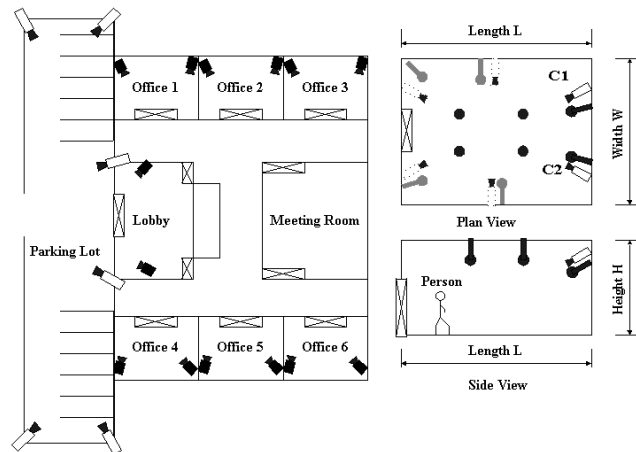 Length L
Office 1
Office 2
Office 3
C1
Width W
C2
Lobby
Meeting Room
Plan View
Parking Lot
Person
Height H
Office 4
Office 5
Office 6
Length L
Side View